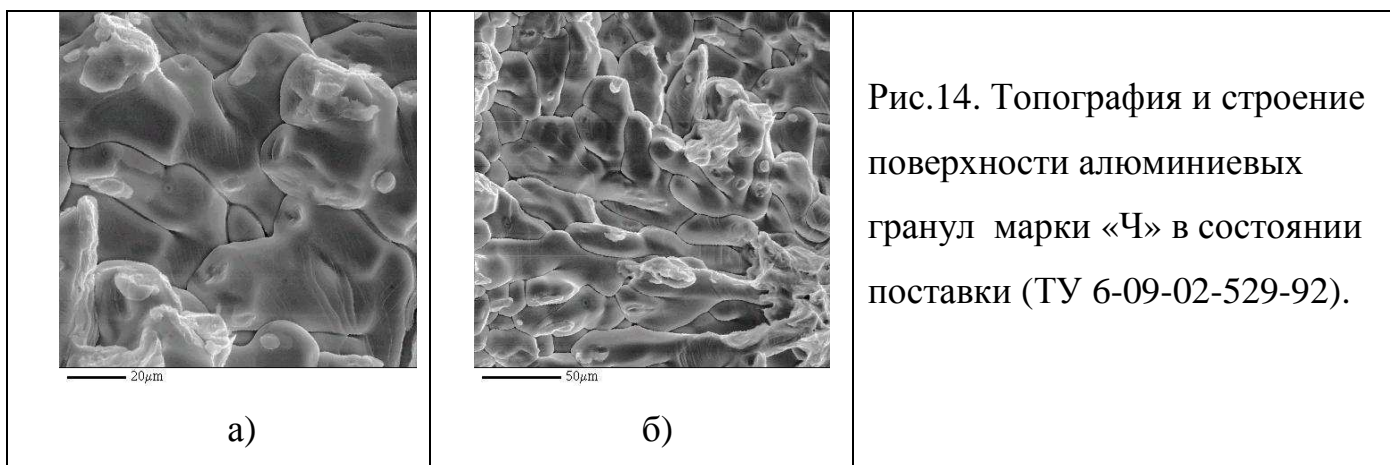 20μm
а)
50μm
б)
Рис.14. Топография и строение
поверхности алюминиевых
гранул марки «Ч» в состоянии
поставки (ТУ 6-09-02-529-92).